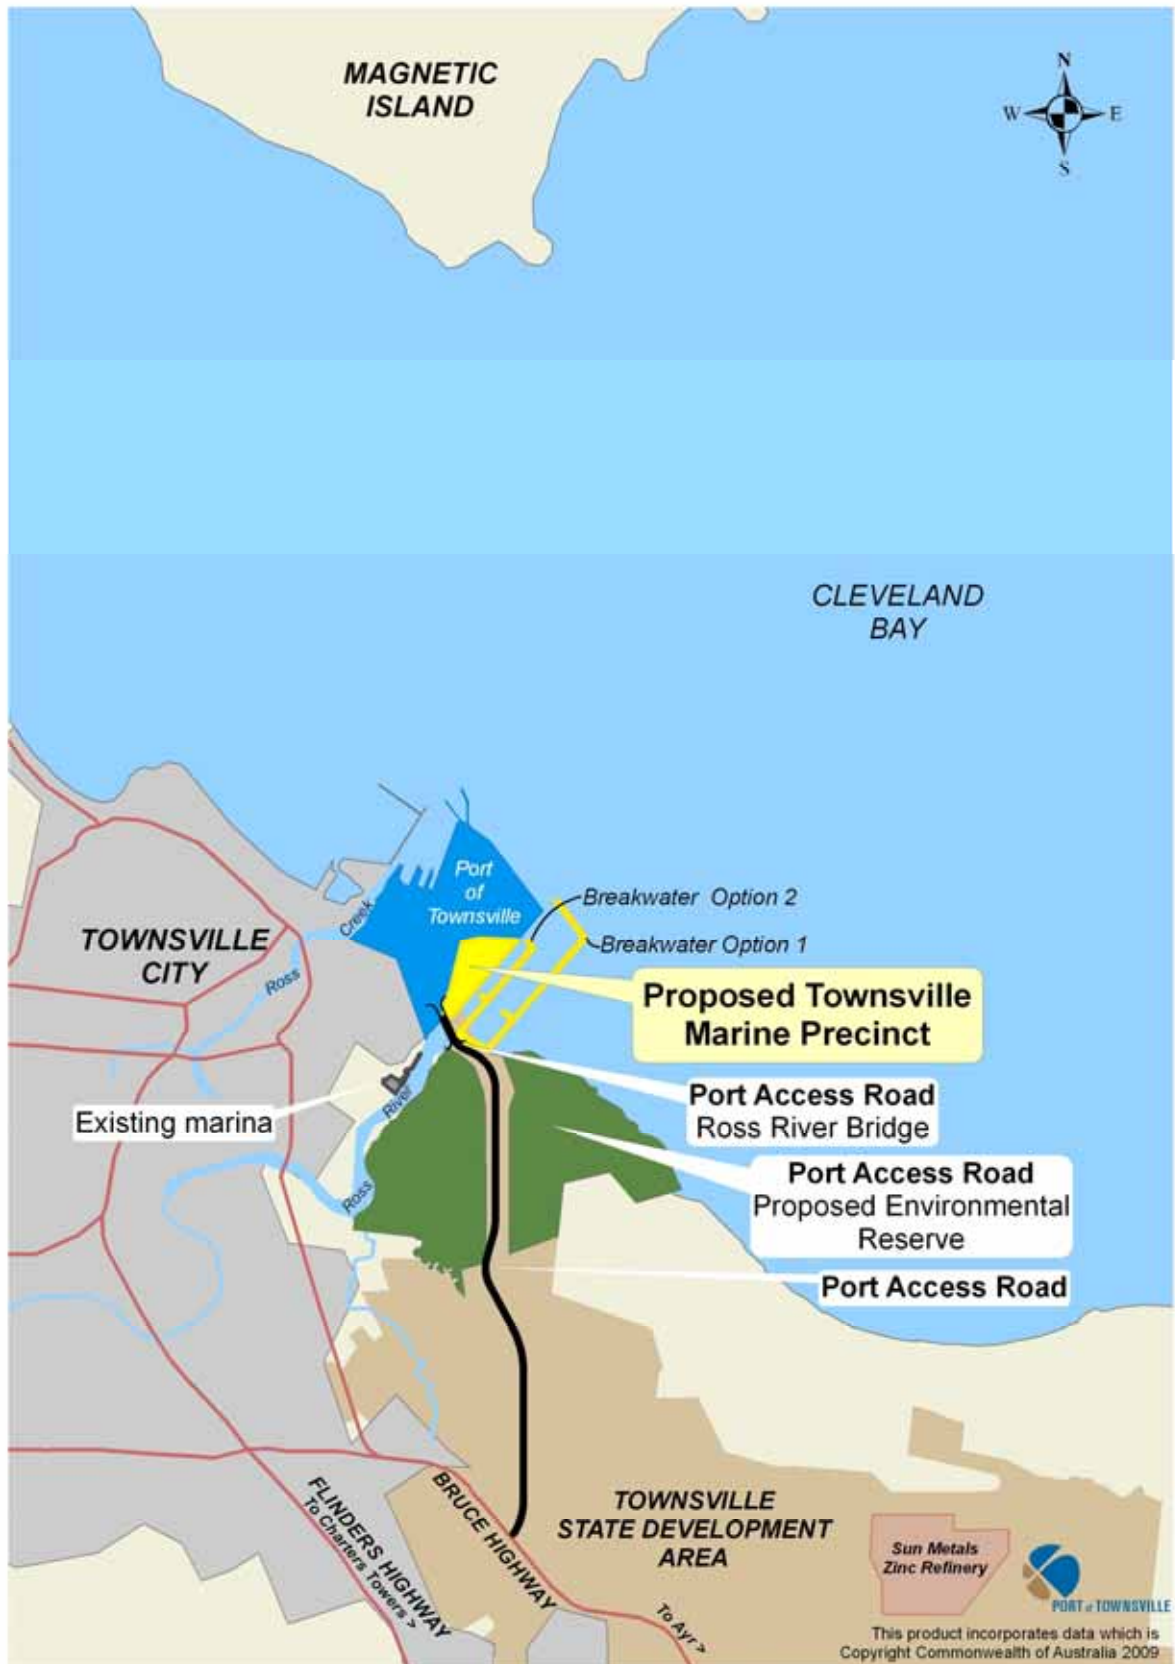 MAGNETIC
ISLAND
N
W
E
S
CLEVELAND
BAY
Port
of
Townsville
Creek
Ross
Breakwater Option 2
Breakwater Option 1
TOWNSVILLE
CITY
Proposed Townsville
Marine Precinct
Port Access Road
Ross River Bridge
Existing marina
River
Ross
Port Access Road
Proposed Environmental
Reserve
Port Access Road
FLINDERS HIGHWAY
To Charters Towers >
BRUCE HIGHWAY
TOWNSVILLE
STATE DEVELOPMENT
AREA
To Ayr >
Sun Metals
Zinc Refinery
PORT of TOWNSVILLE
This product incorporates data which is
Copyright Commonwealth of Australia 2009